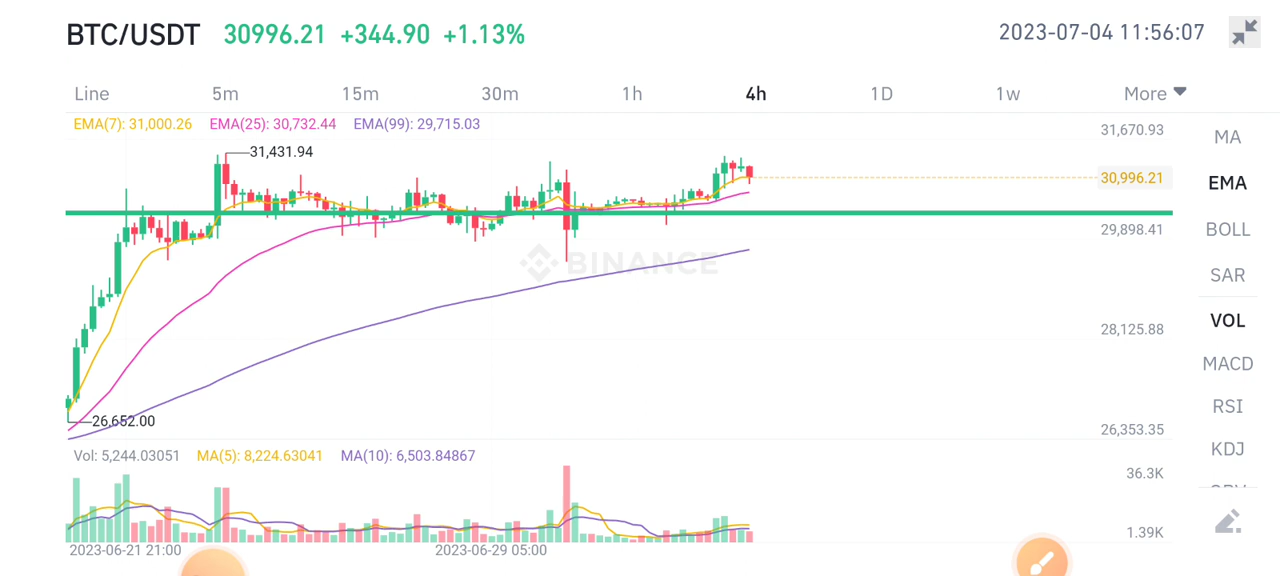 BTC/USDT 30996.21 +344.90 +1.13% 2023-07-04 11:56:07
Line 5m 15m 30m 1h 4h 1D 1w More
EMA(7): 31,000.26 EMA(25): 30,732.44 EMA(99): 29,715.03
31,670.93
MA
31,431.94
30,996.21
EMA
29,898.41
BOLL
BINANCE
SAR
VOL
28,125.88
MACD
RSI
26,652.00
26,353.35
KDJ
Vol: 5,244.03051 MA(5): 8,224.63041 MA(10): 6,503.84867
36.3K
1.39K
2023-06-21 21:00 2023-06-29 05:00